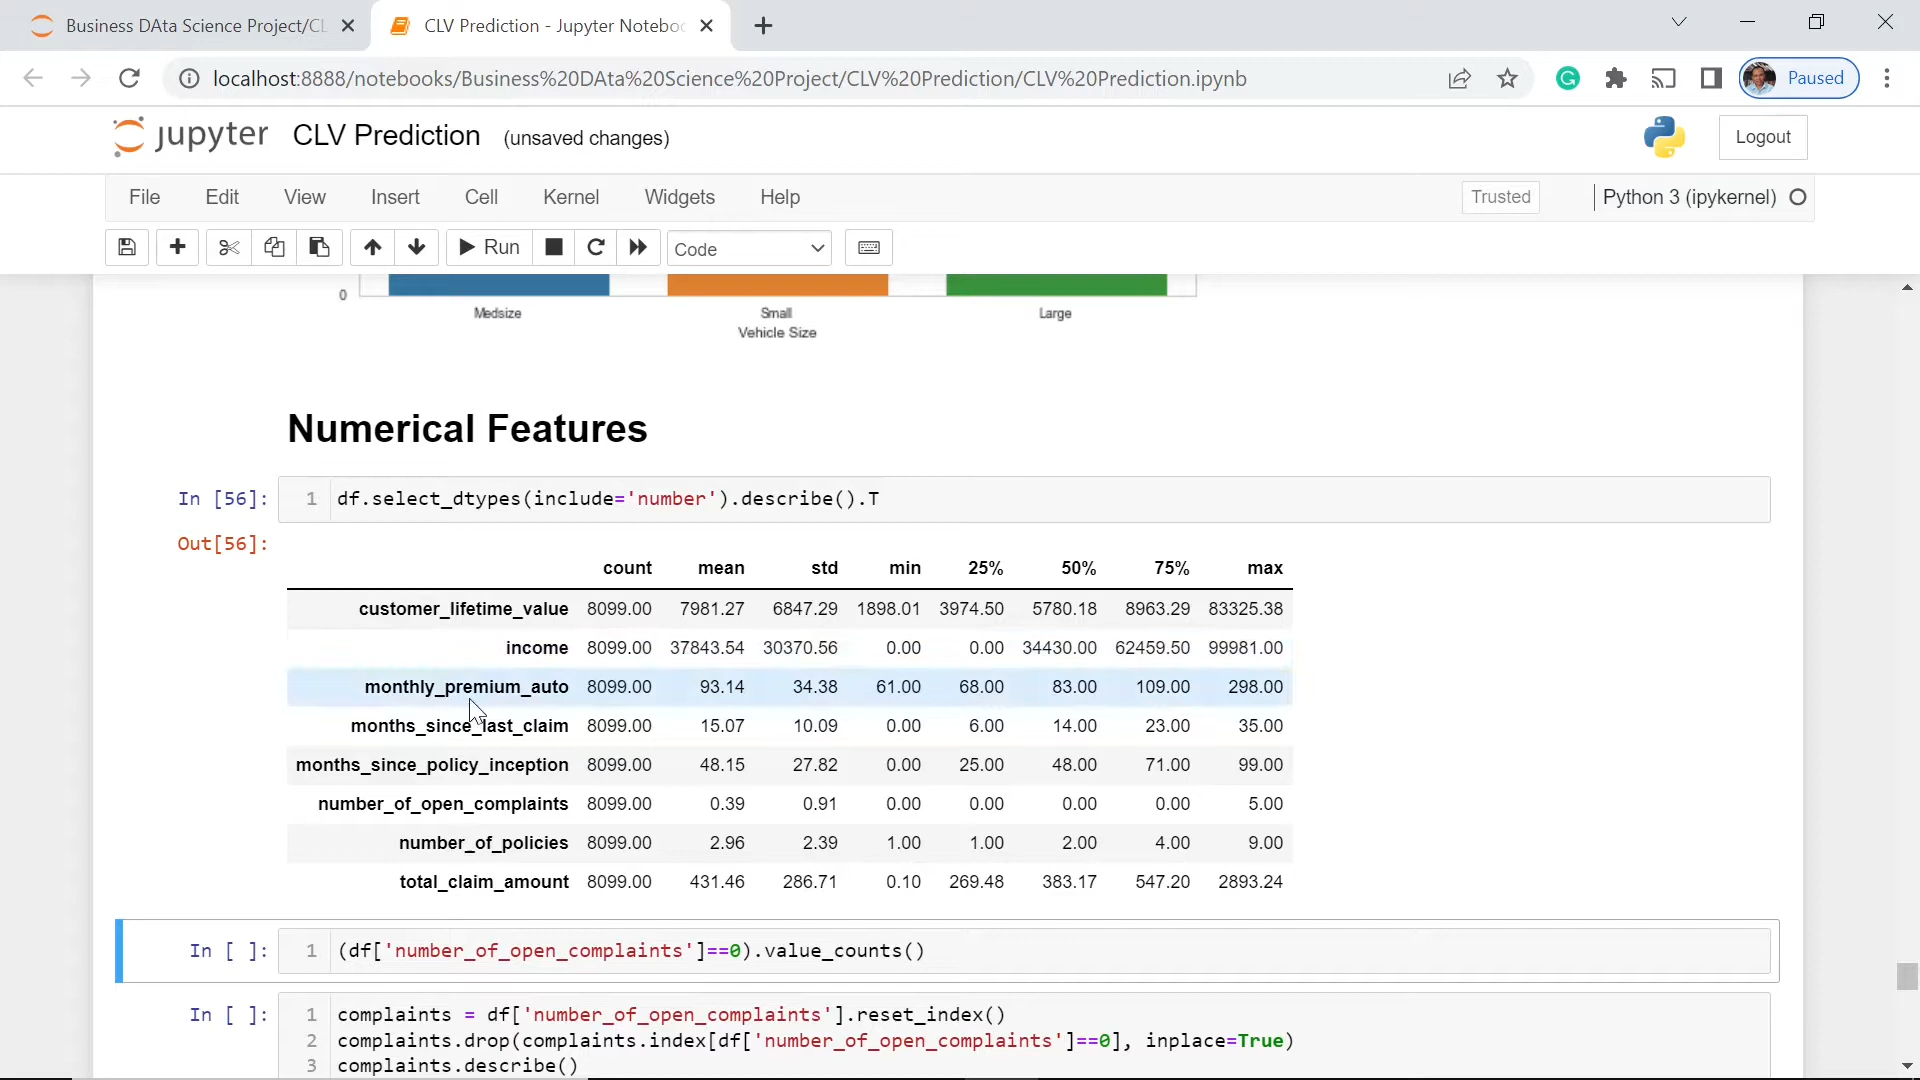 Business DAta Science Project/CL
CLV Prediction - Jupyter Noteboo
localhost:8888/notebooks/Business%20DAta%20Science%20Project/CLV%20Prediction/CLV%20Prediction.ipynb
Paused
jupyter CLV Prediction (unsaved changes)
Logout
File Edit View Insert Cell Kernel Widgets Help
Trusted
Python 3 (ipykernel)
Run
Code
0
Medsize Small Large
Vehicle Size
Numerical Features
In [56]: 1 df.select_dtypes(include='number').describe().T
Out[56]:
count mean std min 25% 50% 75% max
customer_lifetime_value 8099.00 7981.27 6847.29 1898.01 3974.50 5780.18 8963.29 83325.38
income 8099.00 37843.54 30370.56 0.00 0.00 34430.00 62459.50 99981.00
monthly_premium_auto 8099.00 93.14 34.38 61.00 68.00 83.00 109.00 298.00
months_since_last_claim 8099.00 15.07 10.09 0.00 6.00 14.00 23.00 35.00
months_since_policy_inception 8099.00 48.15 27.82 0.00 25.00 48.00 71.00 99.00
number_of_open_complaints 8099.00 0.39 0.91 0.00 0.00 0.00 0.00 5.00
number_of_policies 8099.00 2.96 2.39 1.00 1.00 2.00 4.00 9.00
total_claim_amount 8099.00 431.46 286.71 0.10 269.48 383.17 547.20 2893.24
In [ ]: 1 (df['number_of_open_complaints']==0).value_counts()
In [ ]: 1 complaints = df['number_of_open_complaints'].reset_index()
2 complaints.drop(complaints.index[df['number_of_open_complaints']==0], inplace=True)
3 complaints.describe()